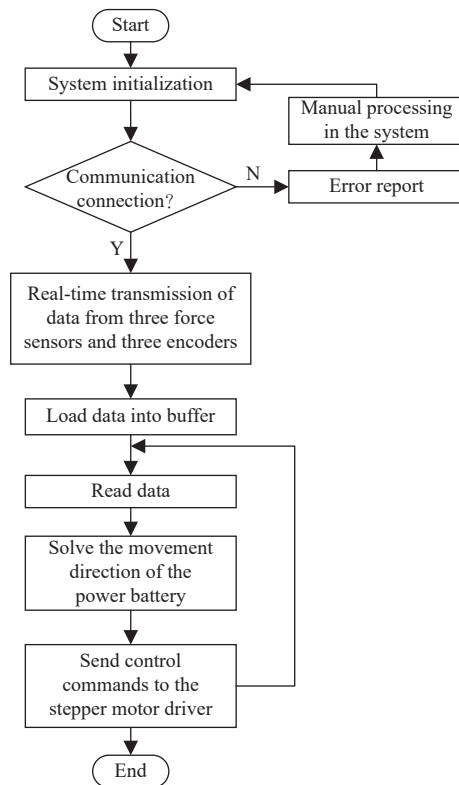 Start
System initialization
Manual processing
in the system
Communication
connection?
N
Error report
Y
Real-time transmission of
data from three force
sensors and three encoders
Load data into buffer
Read data
Solve the movement
direction of the
power battery
Send control
commands to the
stepper motor driver
End